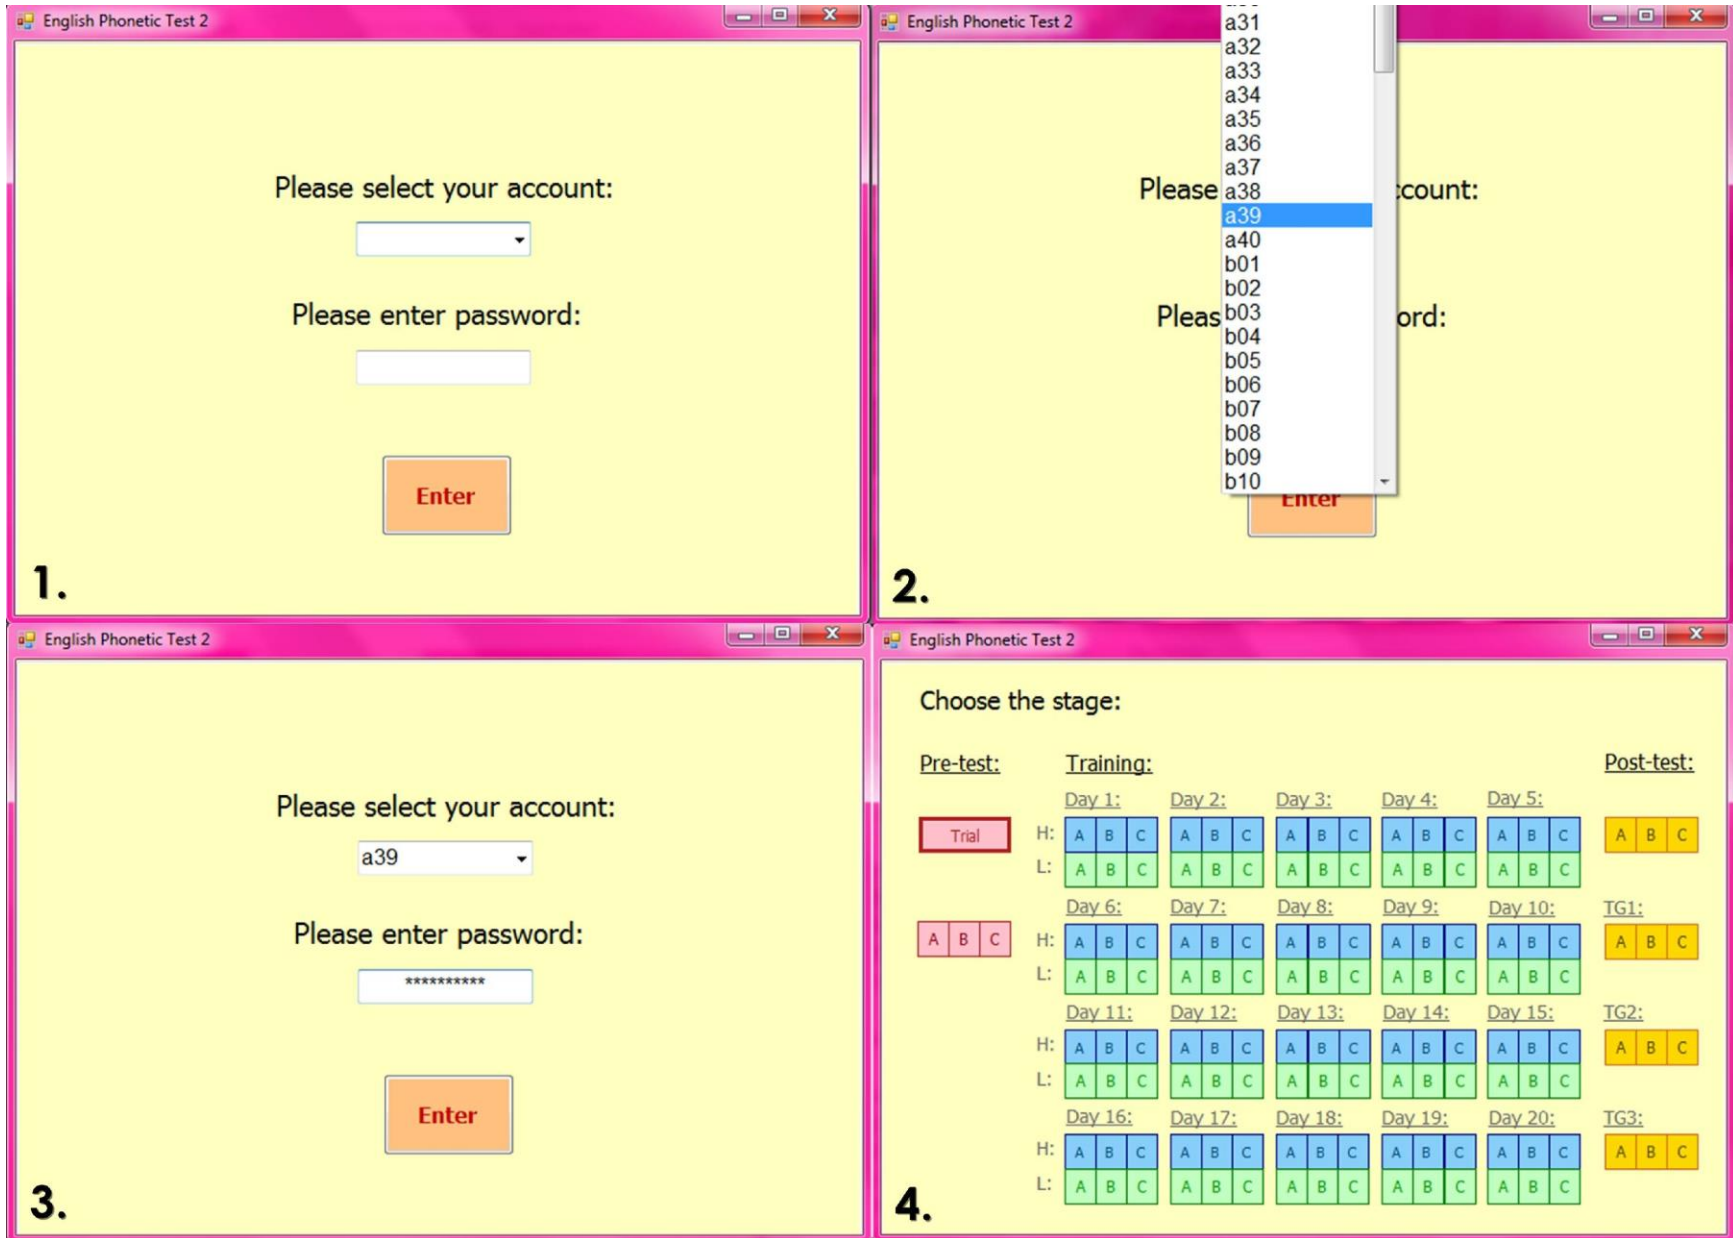 English Phonetic Test 2
Please select your account:
Please enter password:
Enter
1.
English Phonetic Test 2
a31
a32
a33
a34
a35
a36
a37
Please a38 ccount:
a39
a40
b01
b02
Pleas b03 ord:
b04
b05
b06
b07
b08
b09
b10
Enter
2.
English Phonetic Test 2
Please select your account:
a39
Please enter password:
**********
Enter
3.
English Phonetic Test 2
Choose the stage:
Pre-test: Training: Post-test:
Day 1: Day 2: Day 3: Day 4: Day 5:
Trial H: A B C A B C A B C A B C A B C A B C
L: A B C A B C A B C A B C A B C
Day 6: Day 7: Day 8: Day 9: Day 10: TG1:
A B C H: A B C A B C A B C A B C A B C A B C
L: A B C A B C A B C A B C A B C
Day 11: Day 12: Day 13: Day 14: Day 15: TG2:
H: A B C A B C A B C A B C A B C A B C
L: A B C A B C A B C A B C A B C
Day 16: Day 17: Day 18: Day 19: Day 20: TG3:
H: A B C A B C A B C A B C A B C A B C
L: A B C A B C A B C A B C A B C
4.